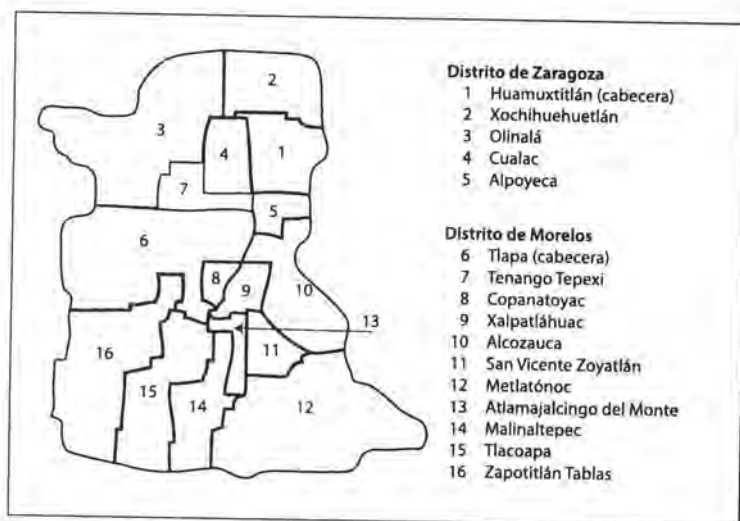 Distrito de Zaragoza
1 Huamuxtitlán (cabecera)
2 Xochihuehuetlán
3 Olinalá
4 Cualac
5 Alpoyeca
Distrito de Morelos
6 Tlapa (cabecera)
7 Tenango Tepexi
8 Copanatoyac
9 Xalpatláhuac
10 Alcozauca
11 San Vicente Zoyatlán
12 Metlatónoc
13 Atlamajalcingo del Monte
14 Malinaltepec
15 Tlacoapa
16 Zapotitlán Tablas
2
3
4
1
7
5
6
8
9
10
13
16
11
15
14
12